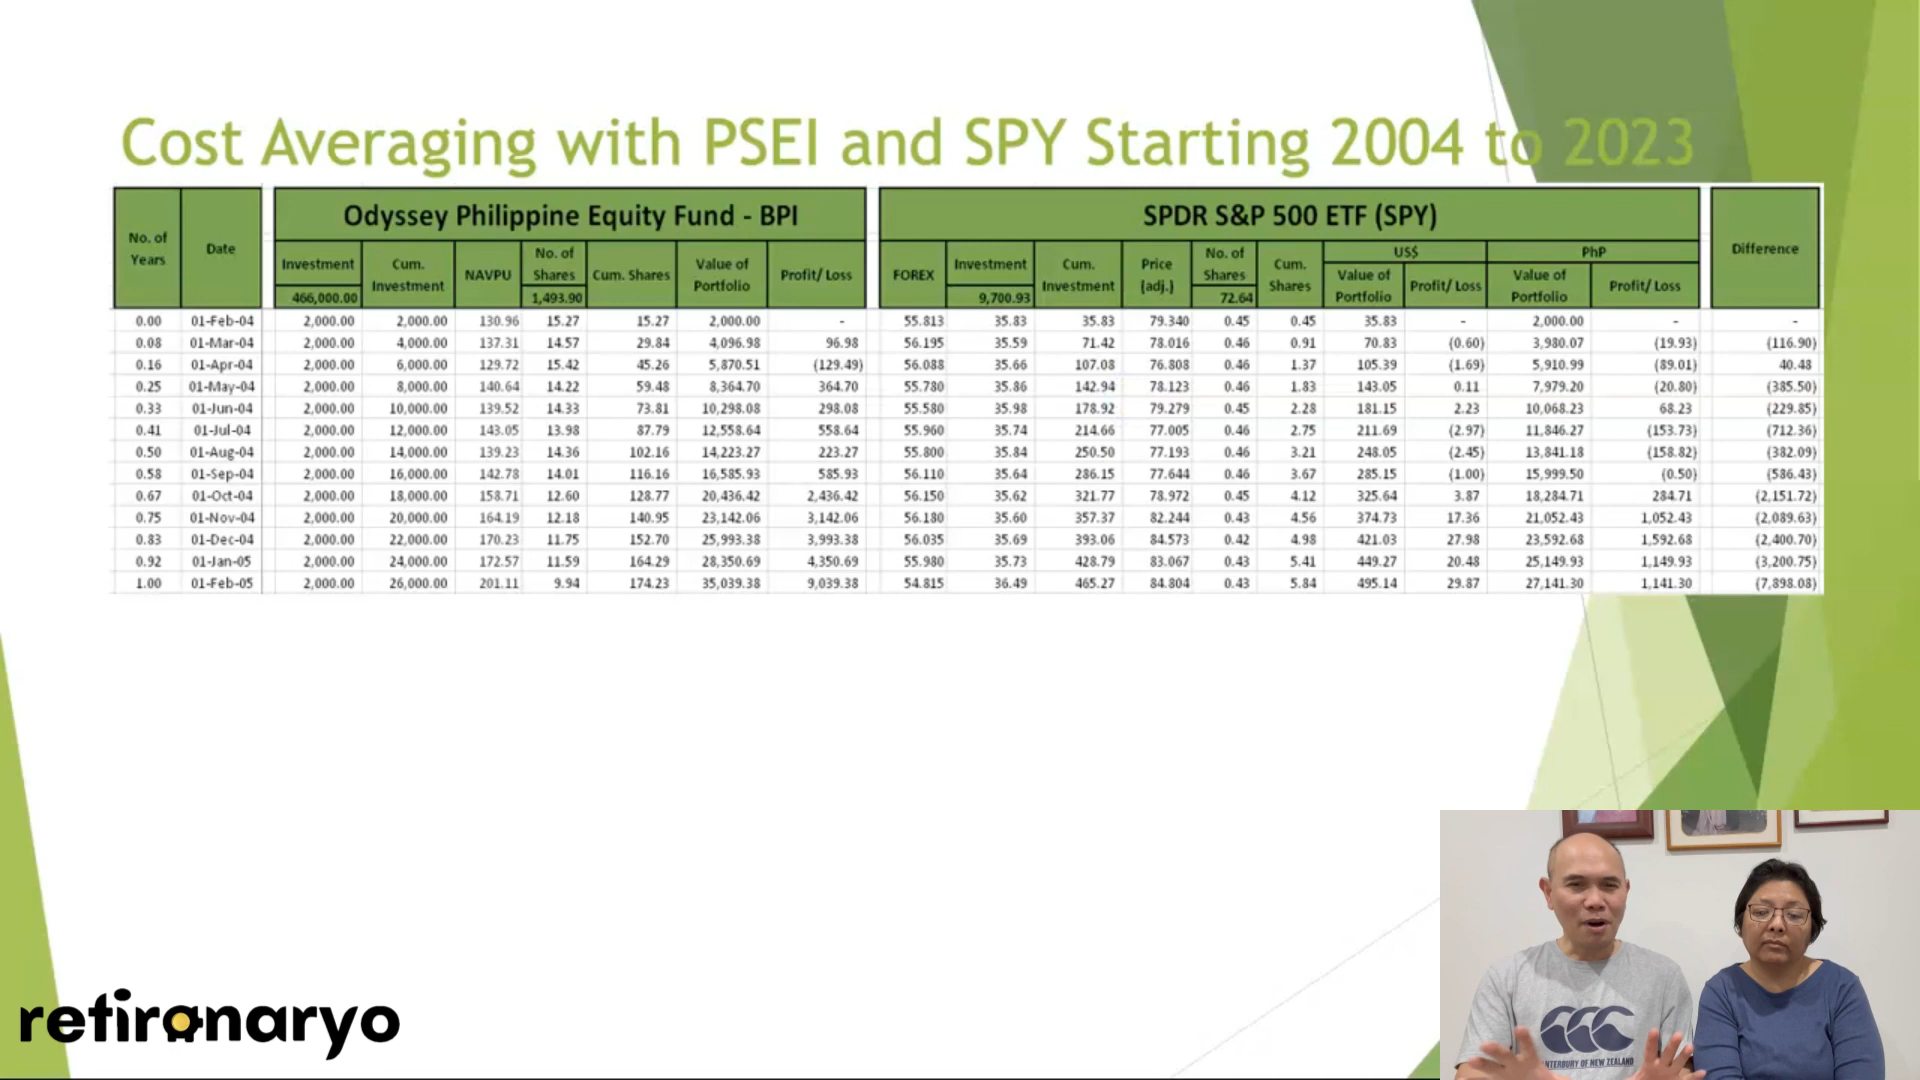 Cost Averaging with PSEI and SPY Starting 2004 to 2023
No. of Years Date Odyssey Philippine Equity Fund - BPI SPDR S&P 500 ETF (SPY) Difference
Investment Cum. Investment NAVPU No. of Shares Cum. Shares Value of Portfolio Profit/ Loss FOREX Investment Cum. Investment Price (adj.) No. of Shares Cum. Shares US$ Value of Portfolio Profit/ Loss PhP Value of Portfolio Profit/ Loss
466,000.00 1,493.90 9,700.93 72.64
0.00 01-Feb-04 2,000.00 2,000.00 130.96 15.27 15.27 2,000.00 - 55.813 35.83 35.83 79.340 0.45 0.45 35.83 - 2,000.00 - -
0.08 01-Mar-04 2,000.00 4,000.00 137.31 14.57 29.84 4,096.98 96.98 56.195 35.59 71.42 78.016 0.46 0.91 70.83 (0.60) 3,980.07 (19.93) (116.90)
0.16 01-Apr-04 2,000.00 6,000.00 129.72 15.42 45.26 5,870.51 (129.49) 56.088 35.66 107.08 76.808 0.46 1.37 105.39 (1.69) 5,910.99 (89.01) 40.48
0.25 01-May-04 2,000.00 8,000.00 140.64 14.22 59.48 8,364.70 364.70 55.780 35.86 142.94 78.123 0.46 1.83 143.05 0.11 7,979.20 (20.80) (385.50)
0.33 01-Jun-04 2,000.00 10,000.00 139.52 14.33 73.81 10,298.08 298.08 55.580 35.98 178.92 79.279 0.45 2.28 181.15 2.23 10,068.23 68.23 (229.85)
0.41 01-Jul-04 2,000.00 12,000.00 143.05 13.98 87.79 12,558.64 558.64 55.960 35.74 214.66 77.005 0.46 2.75 211.69 (2.97) 11,846.27 (153.73) (712.36)
0.50 01-Aug-04 2,000.00 14,000.00 139.23 14.36 102.16 14,223.27 223.27 55.800 35.84 250.50 77.193 0.46 3.21 248.05 (2.45) 13,841.18 (158.82) (382.09)
0.58 01-Sep-04 2,000.00 16,000.00 142.78 14.01 116.16 16,585.93 585.93 56.110 35.64 286.15 77.644 0.46 3.67 285.15 (1.00) 15,999.50 (0.50) (586.43)
0.67 01-Oct-04 2,000.00 18,000.00 158.71 12.60 128.77 20,436.42 2,436.42 56.150 35.62 321.77 78.972 0.45 4.12 325.64 3.87 18,284.71 284.71 (2,151.72)
0.75 01-Nov-04 2,000.00 20,000.00 164.19 12.18 140.95 23,142.06 3,142.06 56.180 35.60 357.37 82.244 0.43 4.56 374.73 17.36 21,052.43 1,052.43 (2,089.63)
0.83 01-Dec-04 2,000.00 22,000.00 170.23 11.75 152.70 25,993.38 3,993.38 56.035 35.69 393.06 84.573 0.42 4.98 421.03 27.98 23,592.68 1,592.68 (2,400.70)
0.92 01-Jan-05 2,000.00 24,000.00 172.57 11.59 164.29 28,350.69 4,350.69 55.980 35.73 428.79 83.067 0.43 5.41 449.27 20.48 25,149.93 1,149.93 (3,200.75)
1.00 01-Feb-05 2,000.00 26,000.00 201.11 9.94 174.23 35,039.38 9,039.38 54.815 36.49 465.27 84.804 0.43 5.84 495.14 29.87 27,141.30 1,141.30 (7,898.08)
retironaryo
OF NEW ZEALAND